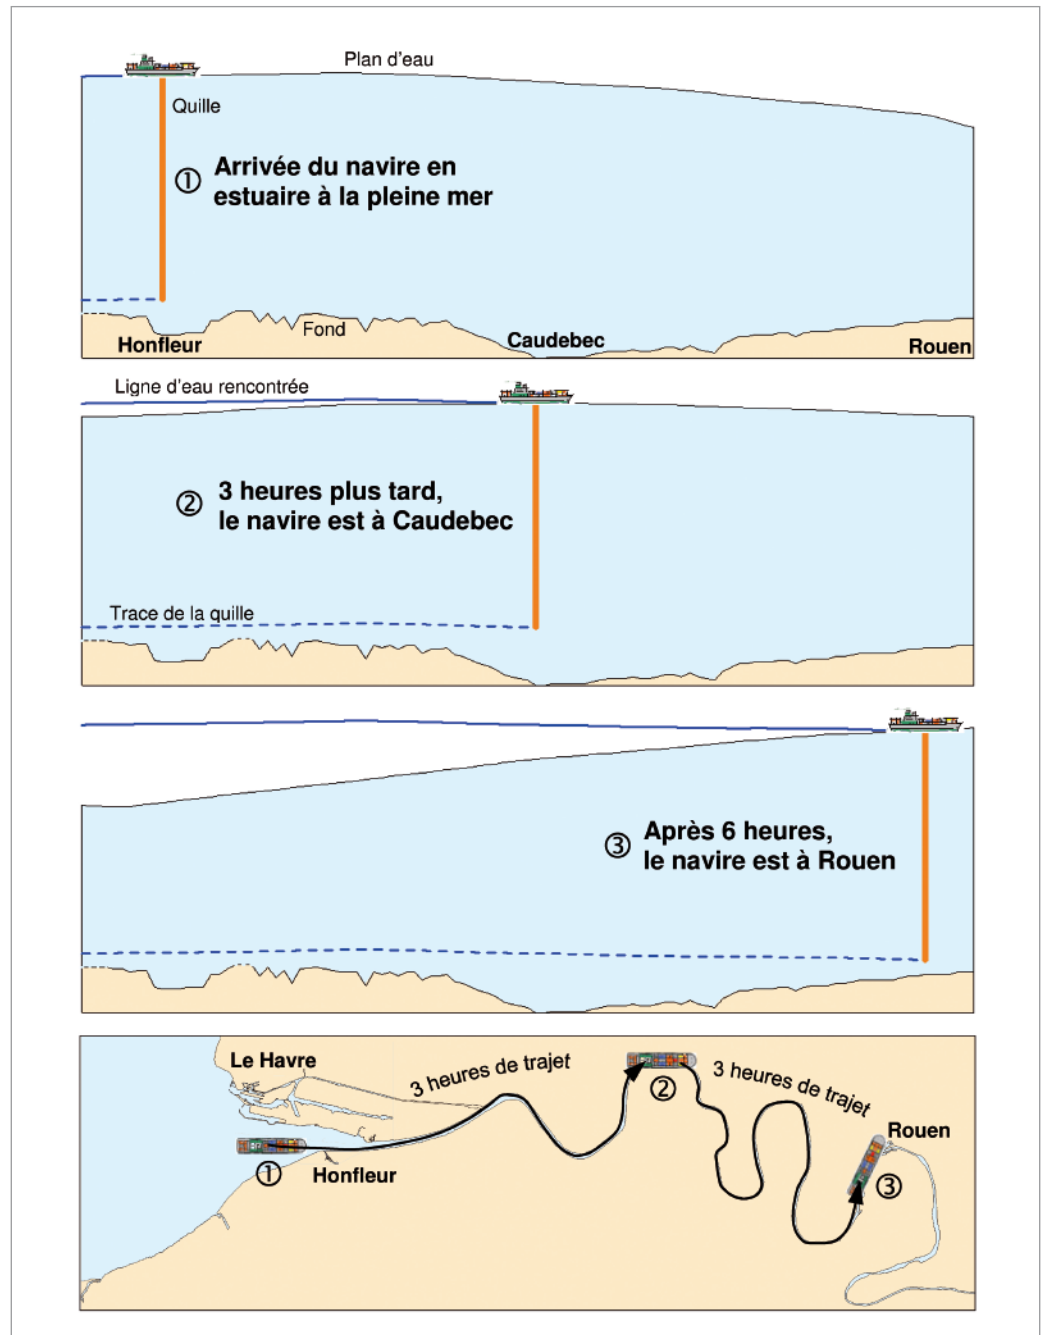 Plan d'eau
Quille
① Arrivée du navire en
estuaire à la pleine mer
Fond
Honfleur
Caudebec
Rouen
Ligne d'eau rencontrée
② 3 heures plus tard,
le navire est à Caudebec
Trace de la quille
③ Après 6 heures,
le navire est à Rouen
Le Havre
3 heures de trajet
②
3 heures de trajet
Rouen
①
Honfleur
③